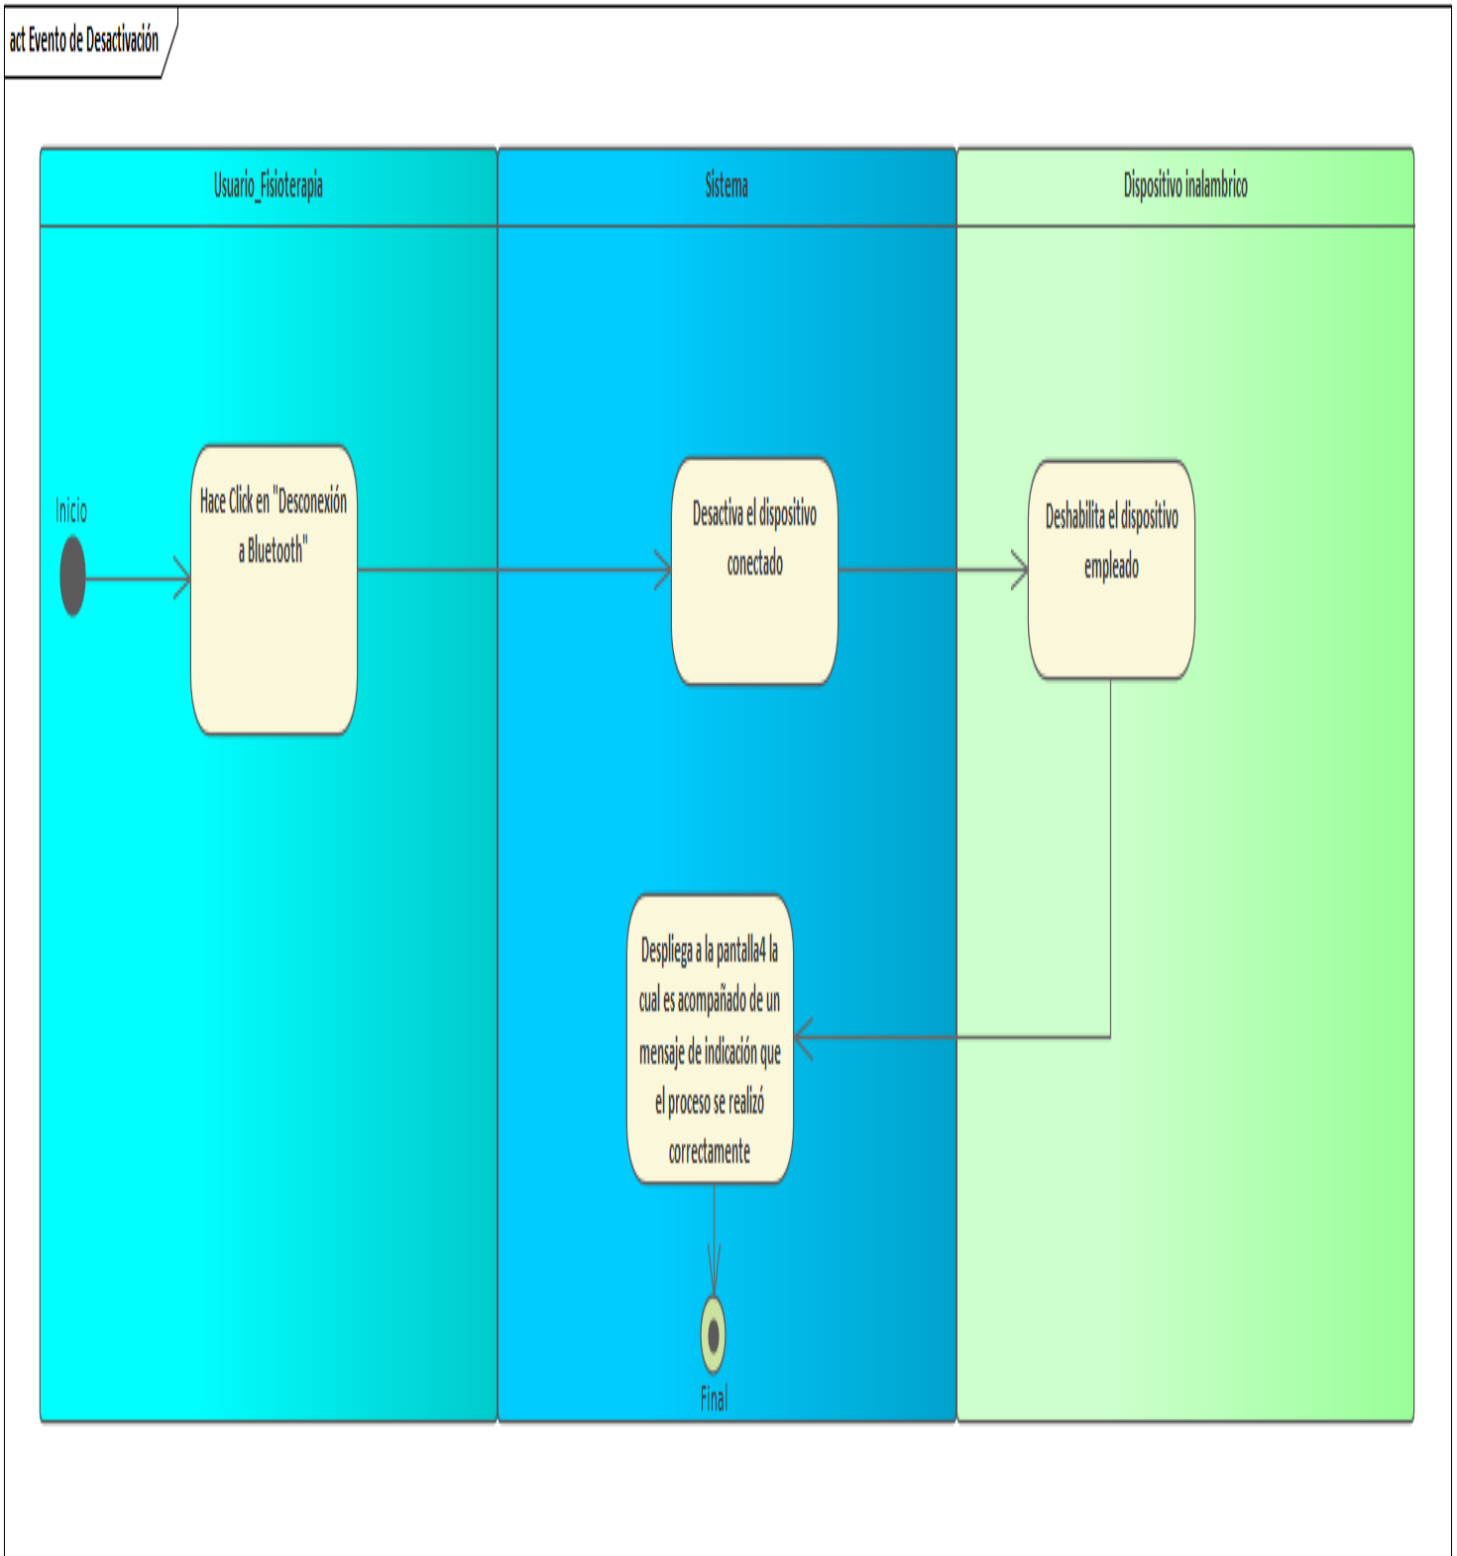 act Evento de Desactivación
Usuario_Fisioterapia
Sistema
Dispositivo inalambrico
Inicio
Hace Click en "Desconexión
a Bluetooth"
Desactiva el dispositivo
conectado
Deshabilita el dispositivo
empleado
Despliega a la pantalla4 la
cual es acompañado de un
mensaje de indicación que
el proceso se realizó
correctamente
Final